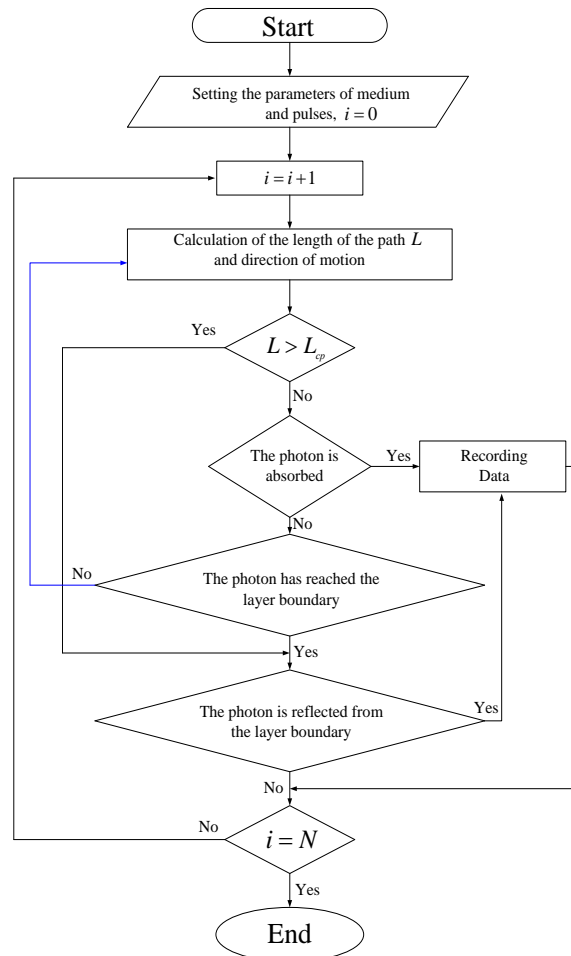 Start
Setting the parameters of medium
and pulses, i = 0
i = i+1
Calculation of the length of the path L
and direction of motion
Yes
L > L_cp
No
The photon is
absorbed
Yes
Recording
Data
No
No
The photon has reached the
layer boundary
Yes
The photon is reflected from
the layer boundary
Yes
No
No
i = N
Yes
End